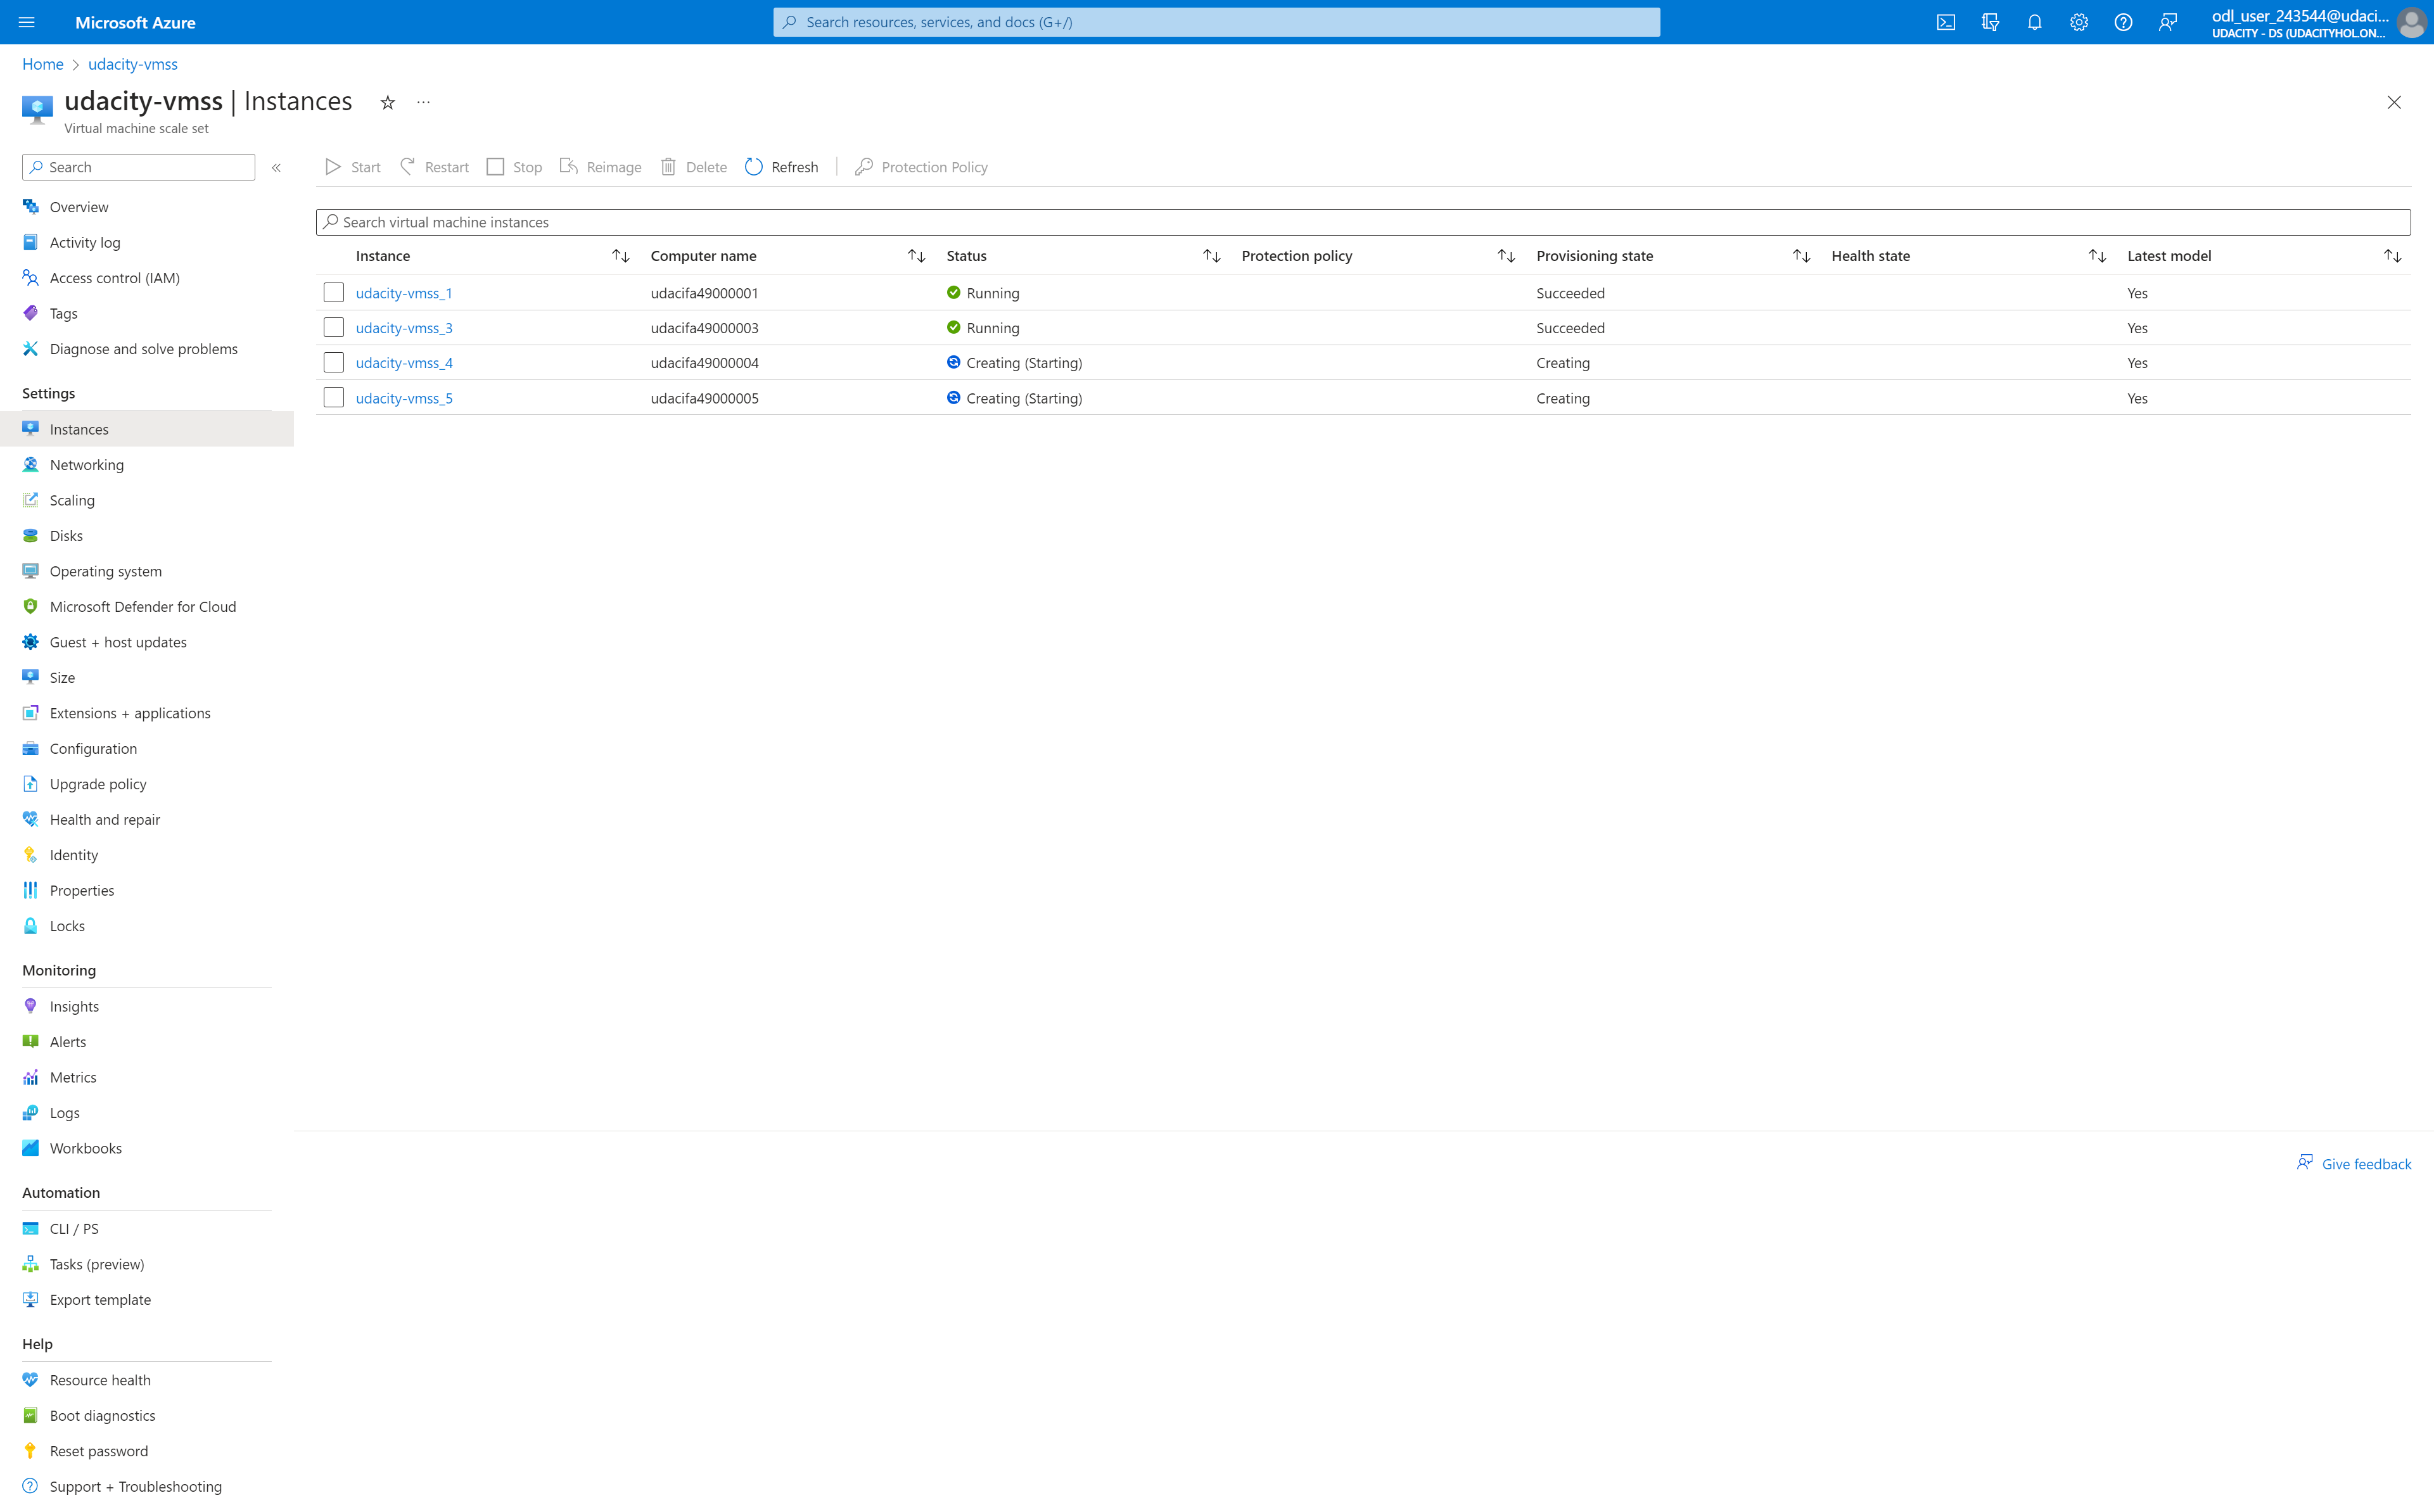 Microsoft Azure
Search resources, services, and docs (G+/)
odl_user_243544@udaci...
UDACITY - DS (UDACITYHOL.ON...
Home > udacity-vmss
udacity-vmss | Instances
Virtual machine scale set
Search
Start Restart Stop Reimage Delete Refresh Protection Policy
Search virtual machine instances
Instance Computer name Status Protection policy Provisioning state Health state Latest model
udacity-vmss_1 udacifa49000001 Running Succeeded Yes
udacity-vmss_3 udacifa49000003 Running Succeeded Yes
udacity-vmss_4 udacifa49000004 Creating (Starting) Creating Yes
udacity-vmss_5 udacifa49000005 Creating (Starting) Creating Yes
Overview
Activity log
Access control (IAM)
Tags
Diagnose and solve problems
Settings
Instances
Networking
Scaling
Disks
Operating system
Microsoft Defender for Cloud
Guest + host updates
Size
Extensions + applications
Configuration
Upgrade policy
Health and repair
Identity
Properties
Locks
Monitoring
Insights
Alerts
Metrics
Logs
Workbooks
Automation
CLI / PS
Tasks (preview)
Export template
Help
Resource health
Boot diagnostics
Reset password
Support + Troubleshooting
Give feedback